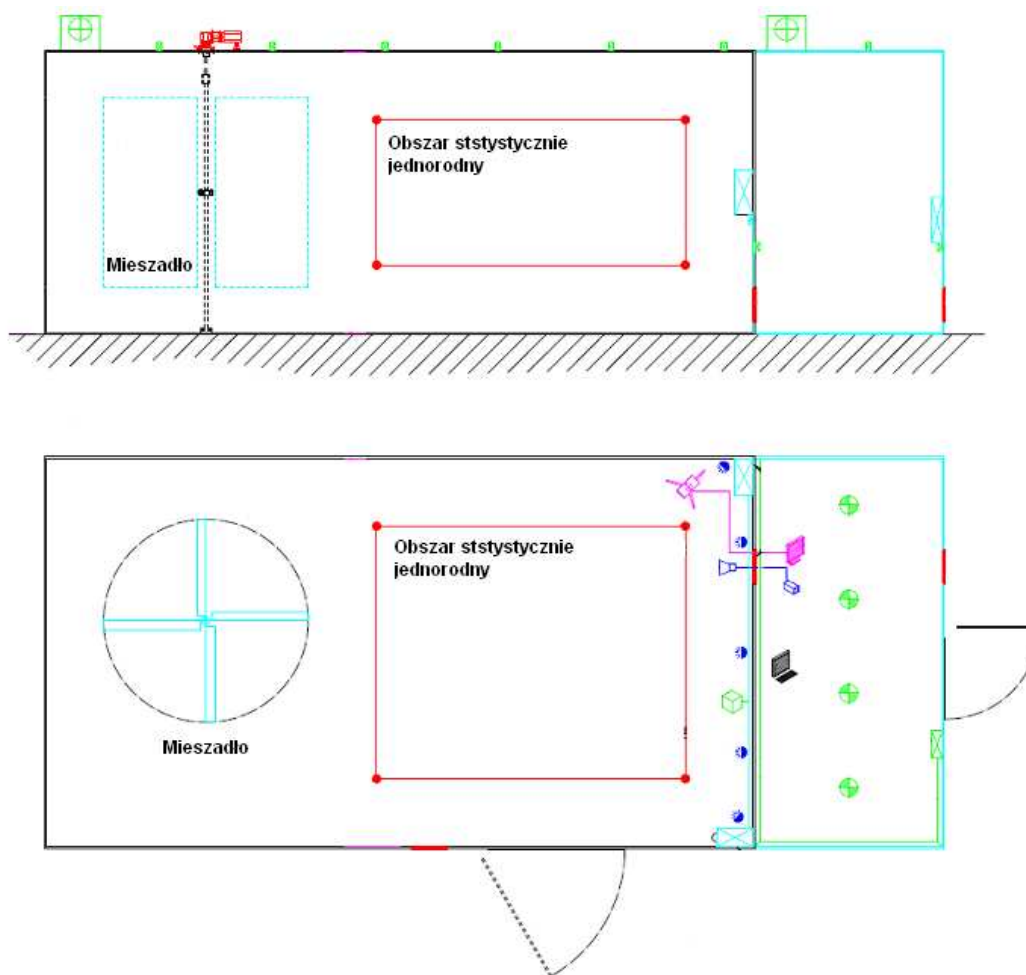 Obszar ststystycznie
jednorodny
Mieszadło
Obszar ststystycznie
jednorodny
Mieszadło